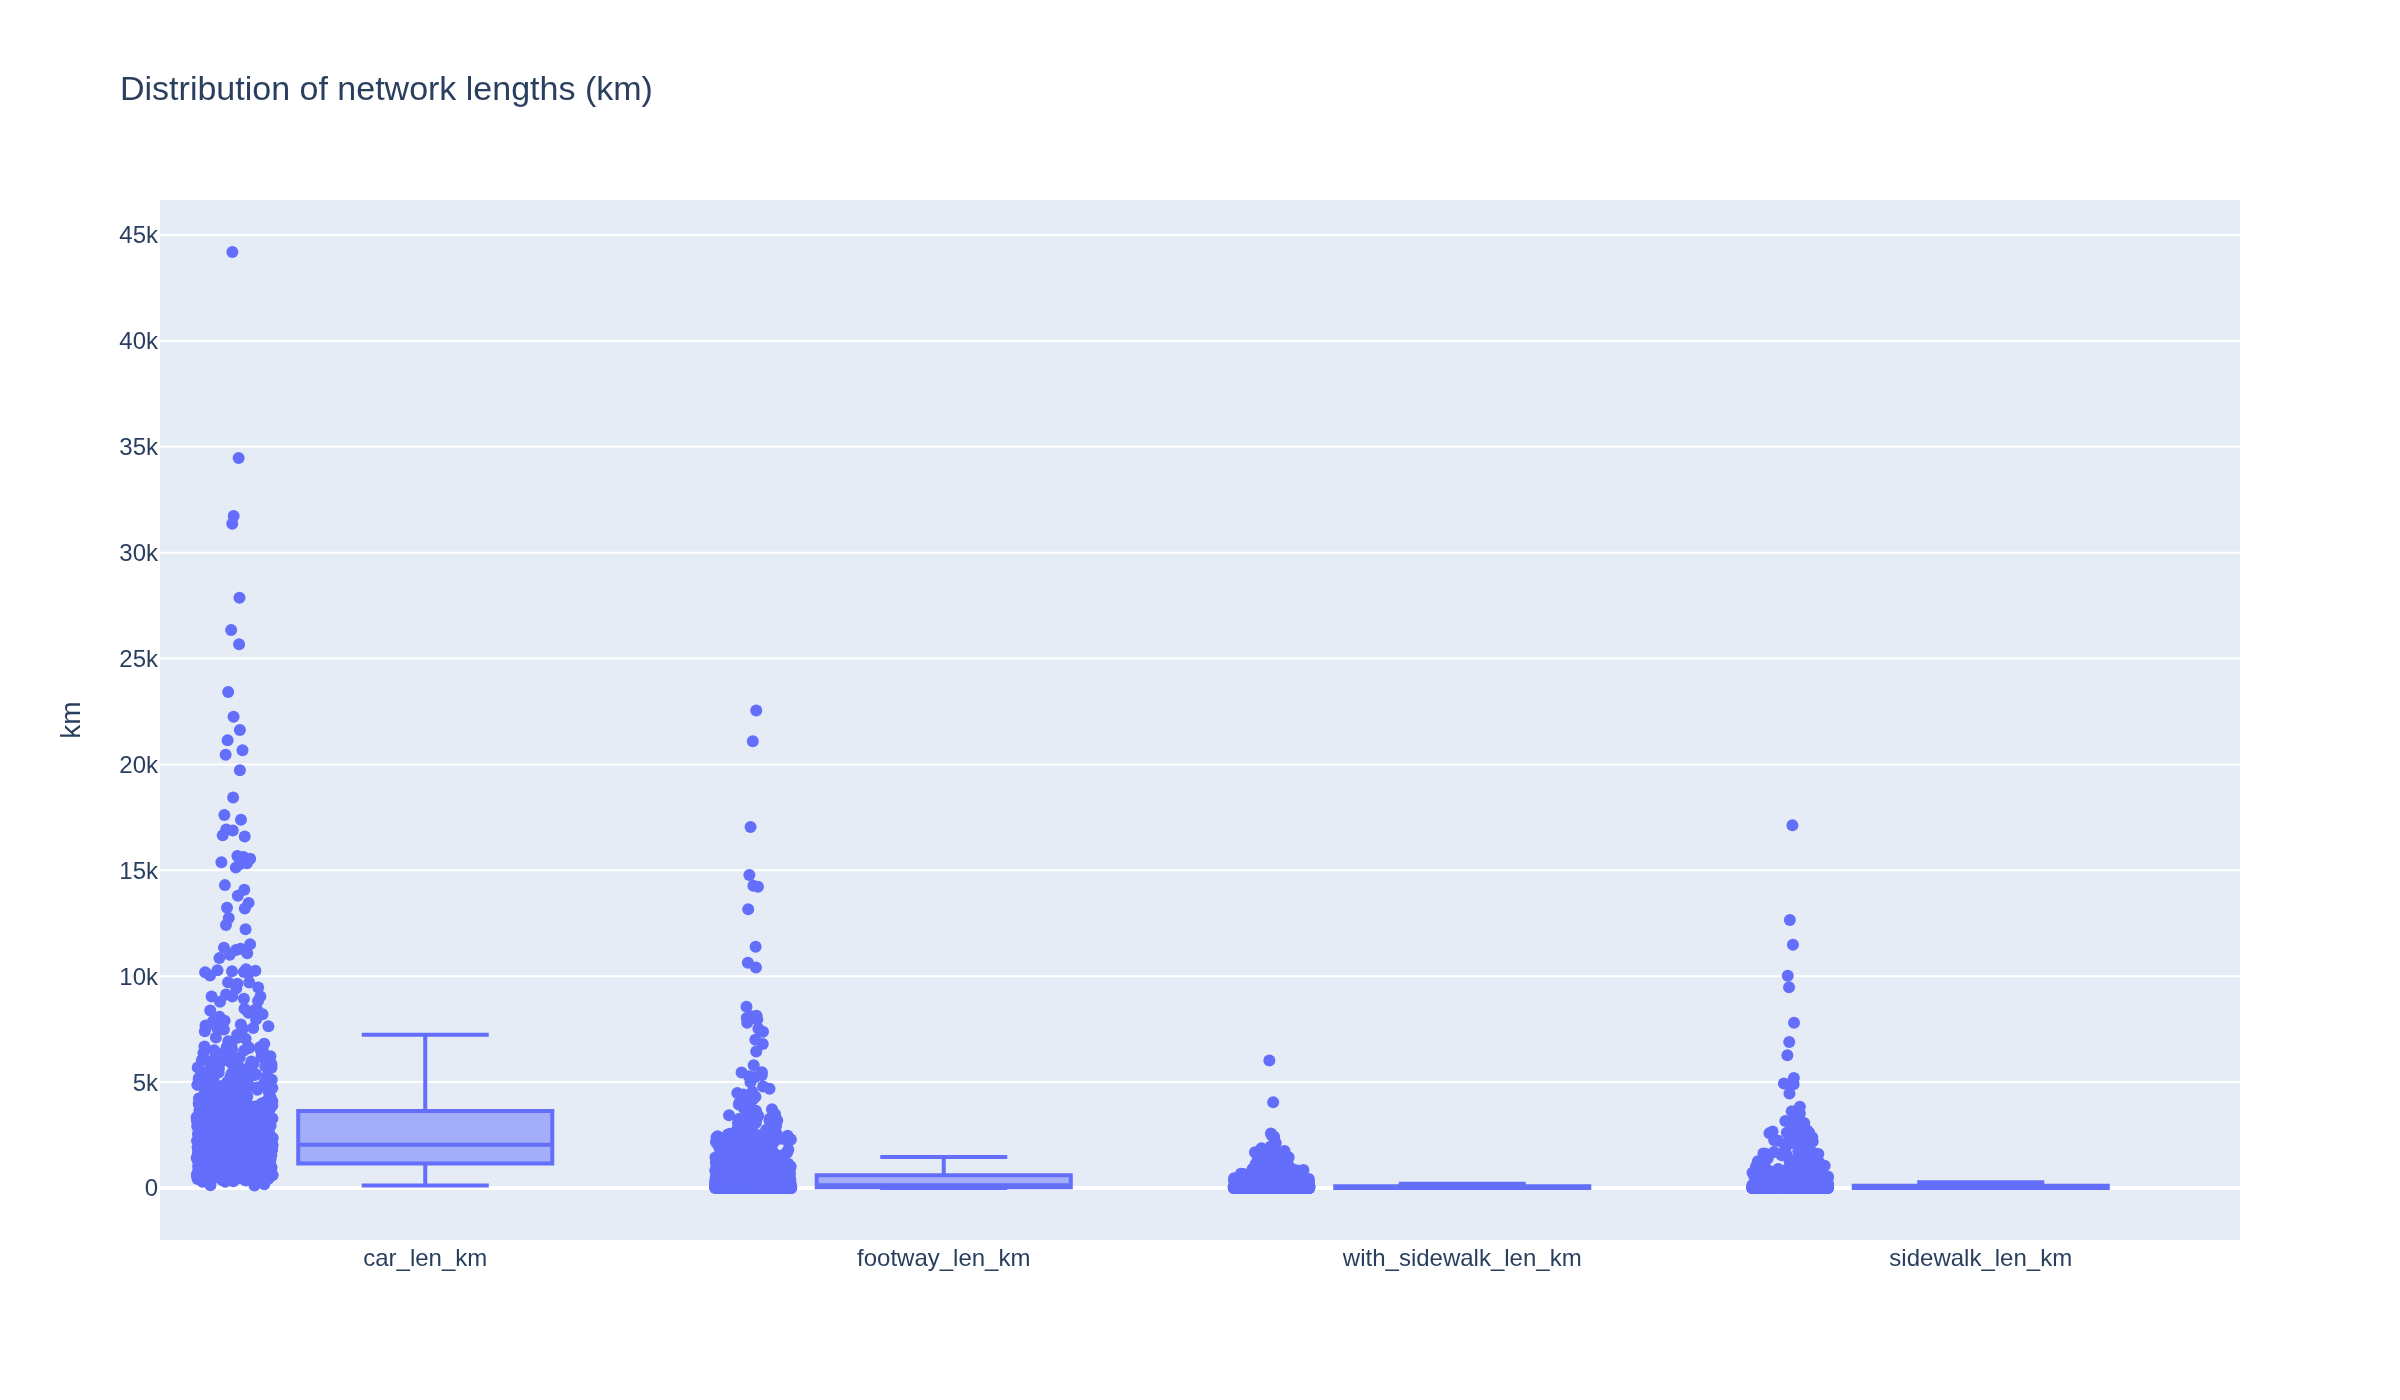 Distribution of network lengths (km)
45k
40k
35k
30k
25k
20k
15k
10k
5k
0
km
car_len_km
footway_len_km
with_sidewalk_len_km
sidewalk_len_km